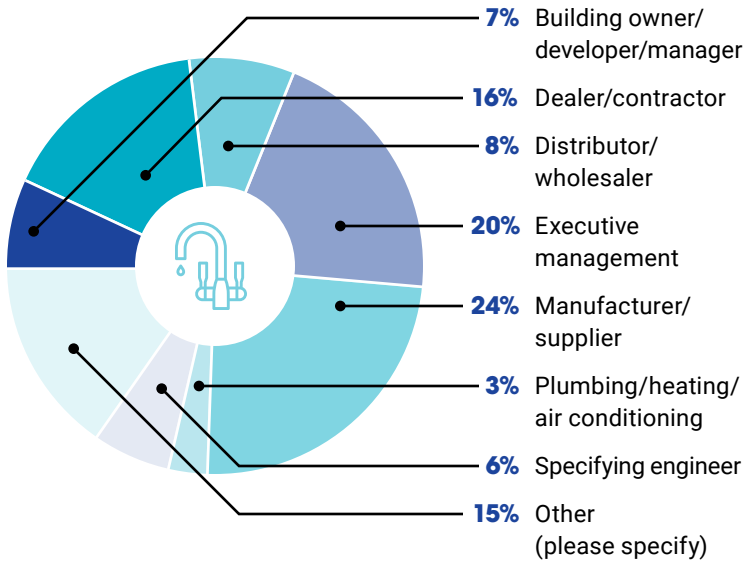 7% Building owner/
developer/manager
16% Dealer/contractor
8% Distributor/
wholesaler
20% Executive
management
24% Manufacturer/
supplier
3% Plumbing/heating/
air conditioning
6% Specifying engineer
15% Other
(please specify)